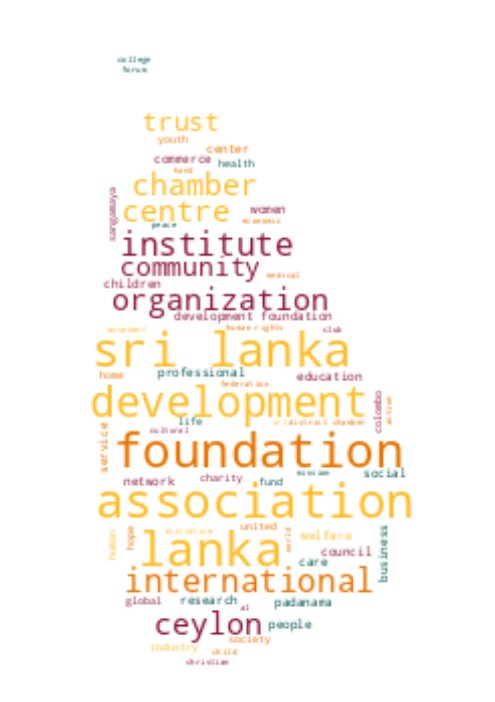 college
forum
trust
youth
center
commerce
health
hand
chamber
sangamaya
centre
women
economic
peace
institute
community
medical
children
organization
development foundation
movement
human rights
club
sri lanka
home
professional
education
federation
development
colombo
action
life
cultural
sri
district chamber
service
foundation
mission
social
network
charity
fund
association
human
hope
initiative
united
world
welfare
business
lanka
council
care
international
global
research
al
padanama
ceylon
people
society
industry
child
christian